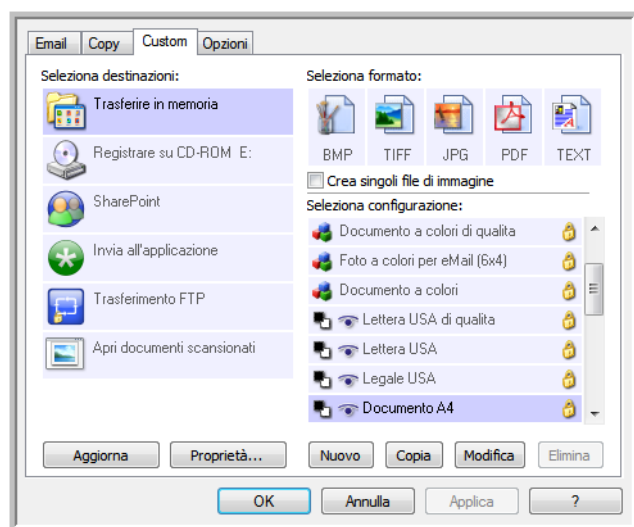 Email Copy Custom Opzioni
Seleziona destinazioni:
Trasferire in memoria
Registrare su CD-ROM E:
SharePoint
Invia all'applicazione
Trasferimento FTP
Apri documenti scansionati
Aggiorna Proprietà...
Seleziona formato:
BMP TIFF JPG PDF TEXT
Crea singoli file di immagine
Seleziona configurazione:
Documento a colori di qualita
Foto a colori per eMail (6x4)
Documento a colori
Lettera USA di qualita
Lettera USA
Legale USA
Documento A4
Nuovo Copia Modifica Elimina
OK Annulla Applica ?